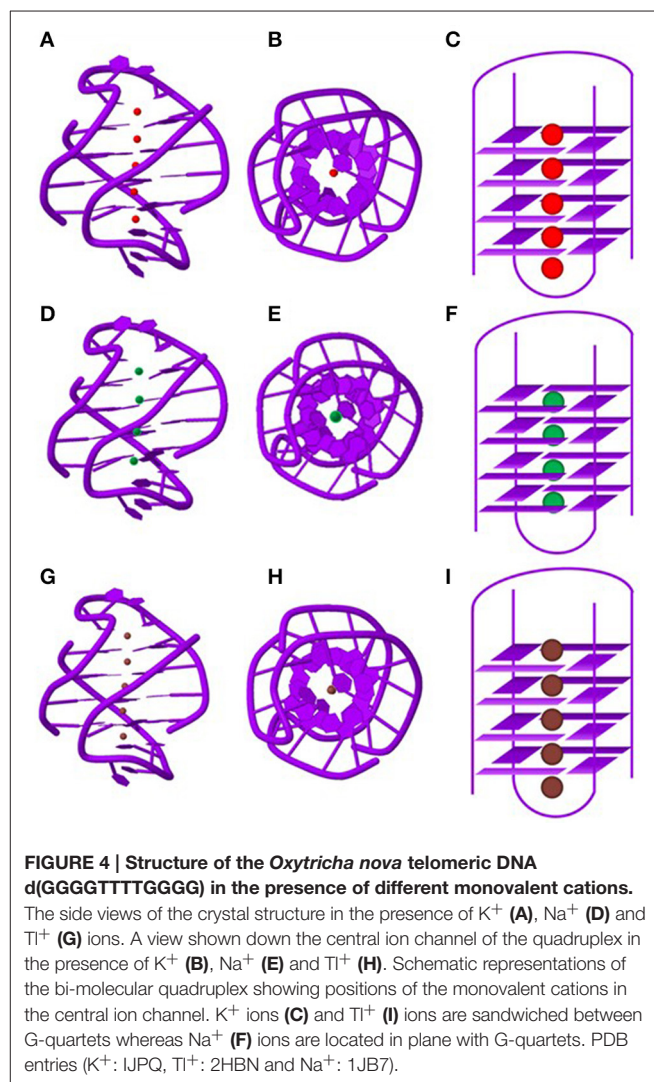 A
B
C
D
E
F
G
H
I
FIGURE 4 | Structure of the Oxytricha nova telomeric DNA
d(GGGGTTTTGGGG) in the presence of different monovalent cations.
The side views of the crystal structure in the presence of K⁺ (A), Na⁺ (D) and
Tl⁺ (G) ions. A view shown down the central ion channel of the quadruplex in
the presence of K⁺ (B), Na⁺ (E) and Tl⁺ (H). Schematic representations of
the bi-molecular quadruplex showing positions of the monovalent cations in
the central ion channel. K⁺ ions (C) and Tl⁺ (I) ions are sandwiched between
G-quartets whereas Na⁺ (F) ions are located in plane with G-quartets. PDB
entries (K⁺: IJPQ, Tl⁺: 2HBN and Na⁺: 1JB7).